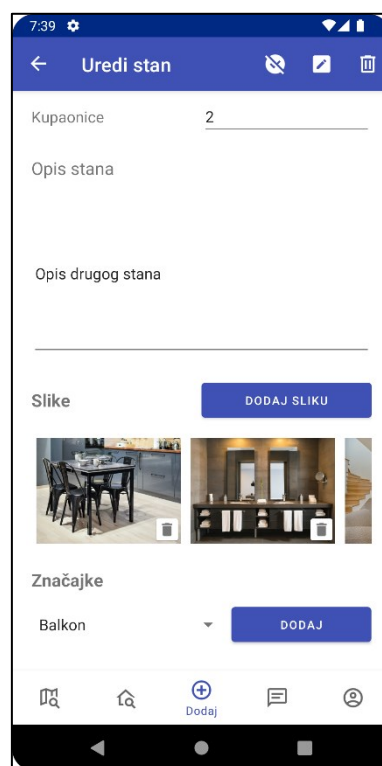 7:39
Uredi stan
Kupaonice 2
Opis stana
Opis drugog stana
Slike DODAJ SLIKU
Značajke
Balkon DODAJ
Dodaj